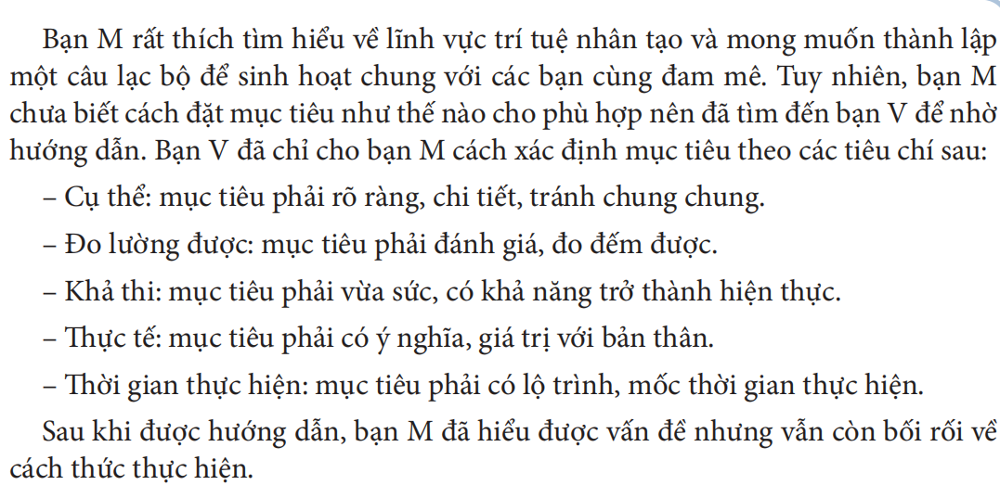 Bạn M rất thích tìm hiểu về lĩnh vực trí tuệ nhân tạo và mong muốn thành lập
một câu lạc bộ để sinh hoạt chung với các bạn cùng đam mê. Tuy nhiên, bạn M
chưa biết cách đặt mục tiêu như thế nào cho phù hợp nên đã tìm đến bạn V để nhờ
hướng dẫn. Bạn V đã chỉ cho bạn M cách xác định mục tiêu theo các tiêu chí sau:
– Cụ thể: mục tiêu phải rõ ràng, chi tiết, tránh chung chung.
– Đo lường được: mục tiêu phải đánh giá, đo đếm được.
– Khả thi: mục tiêu phải vừa sức, có khả năng trở thành hiện thực.
– Thực tế: mục tiêu phải có ý nghĩa, giá trị với bản thân.
– Thời gian thực hiện: mục tiêu phải có lộ trình, mốc thời gian thực hiện.
Sau khi được hướng dẫn, bạn M đã hiểu được vấn đề nhưng vẫn còn bối rối về
cách thức thực hiện.